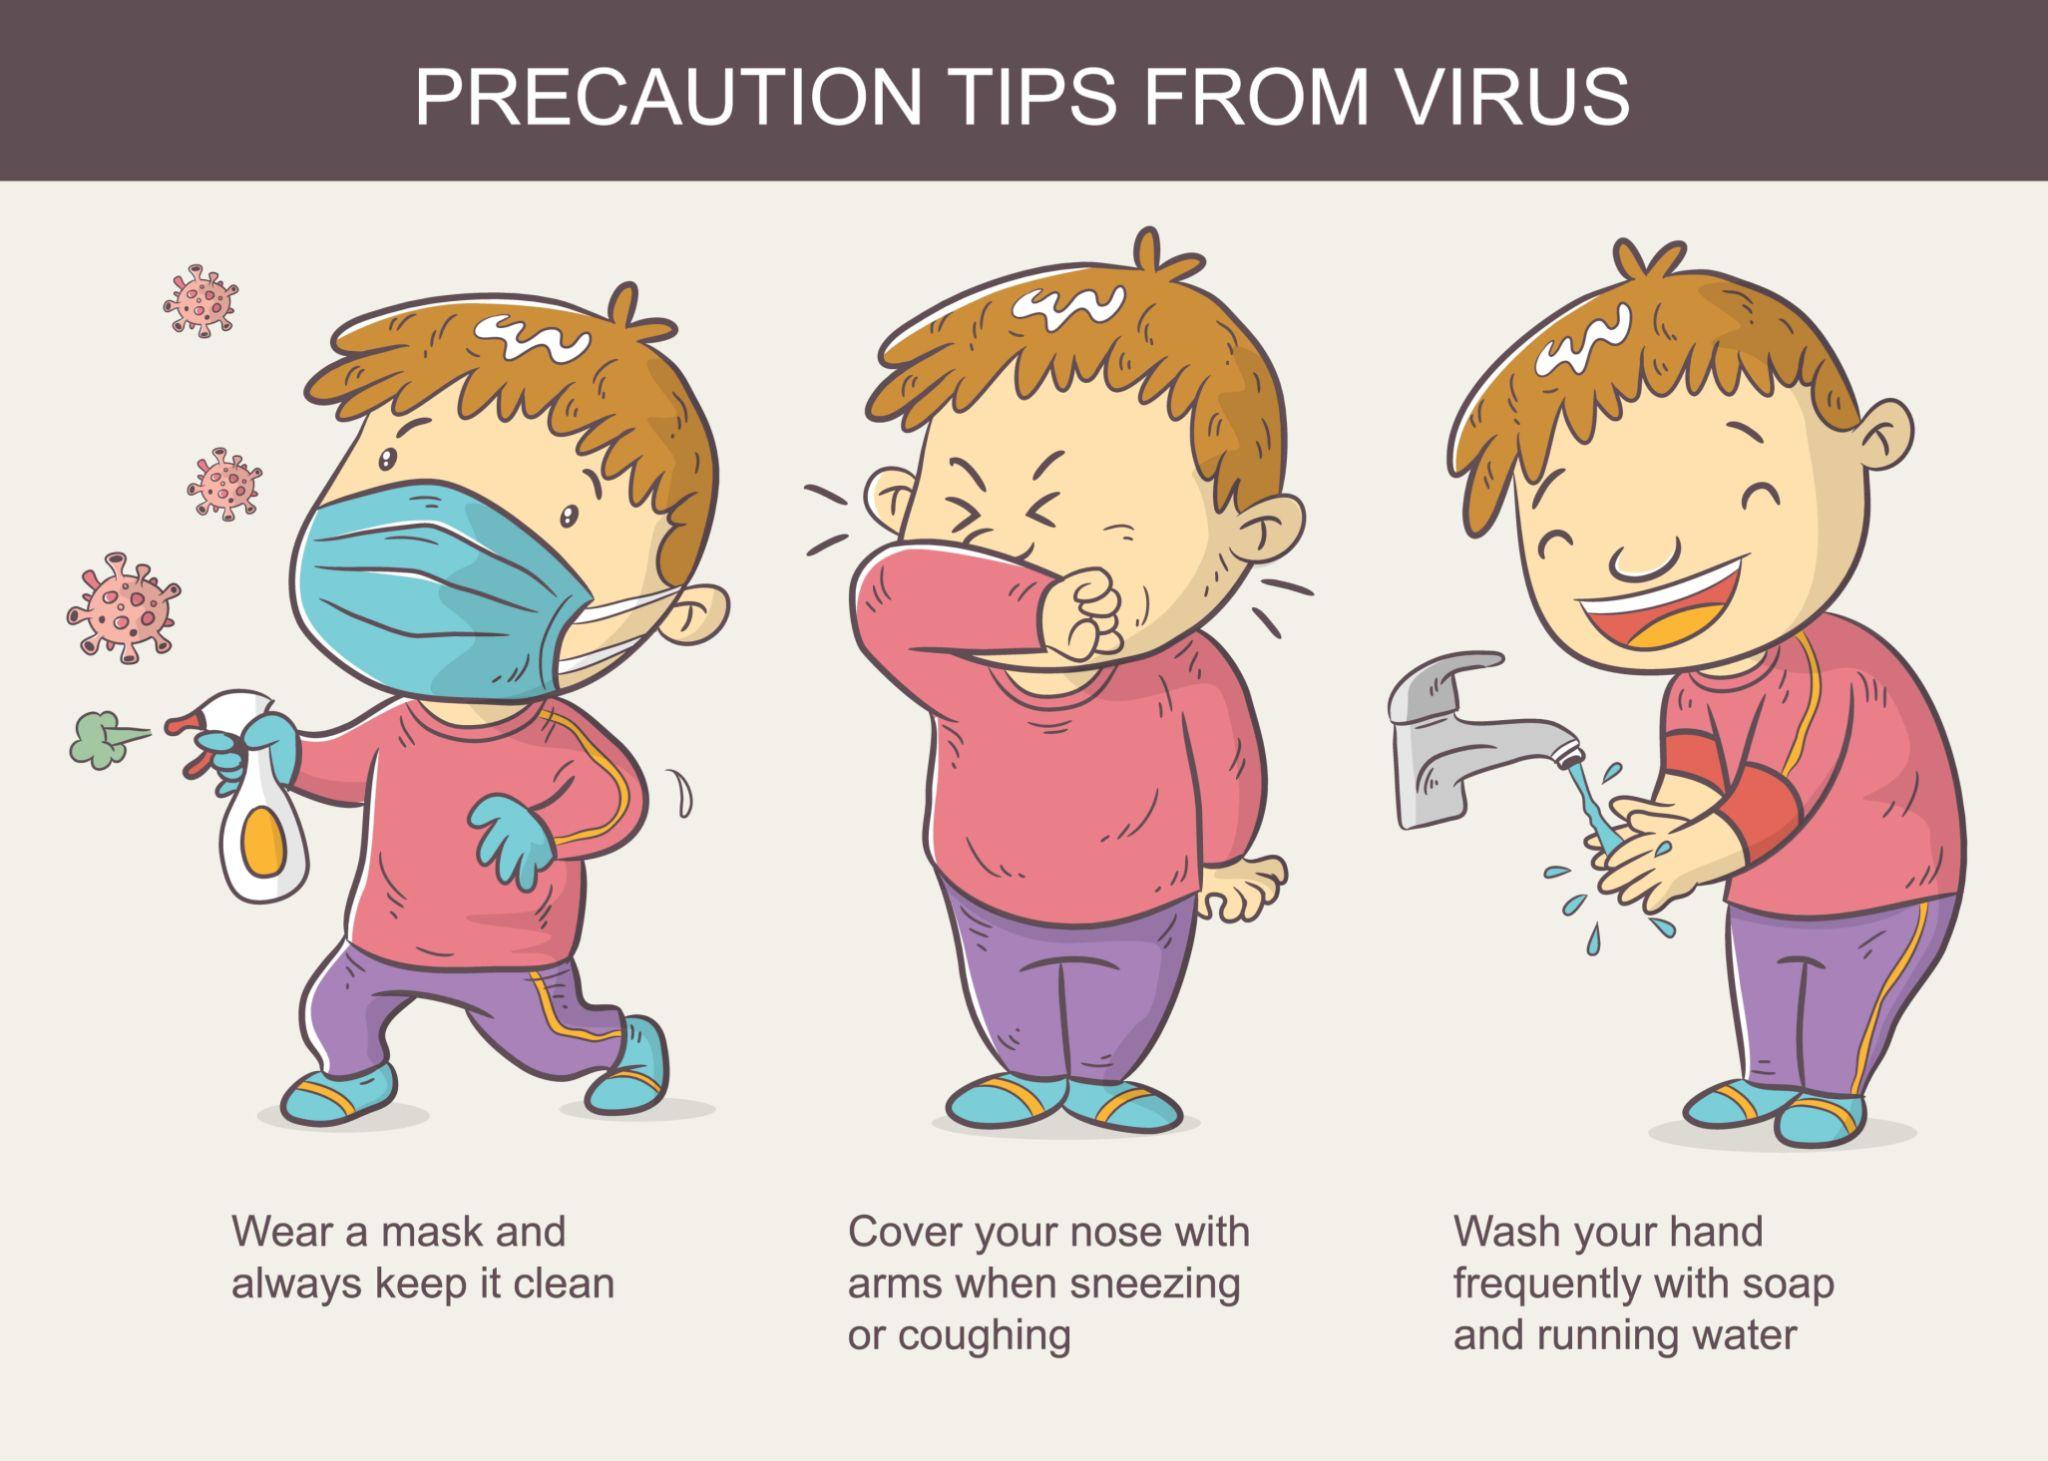 PRECAUTION TIPS FROM VIRUS
Wear a mask and
always keep it clean
Cover your nose with
arms when sneezing
or coughing
Wash your hand
frequently with soap
and running water